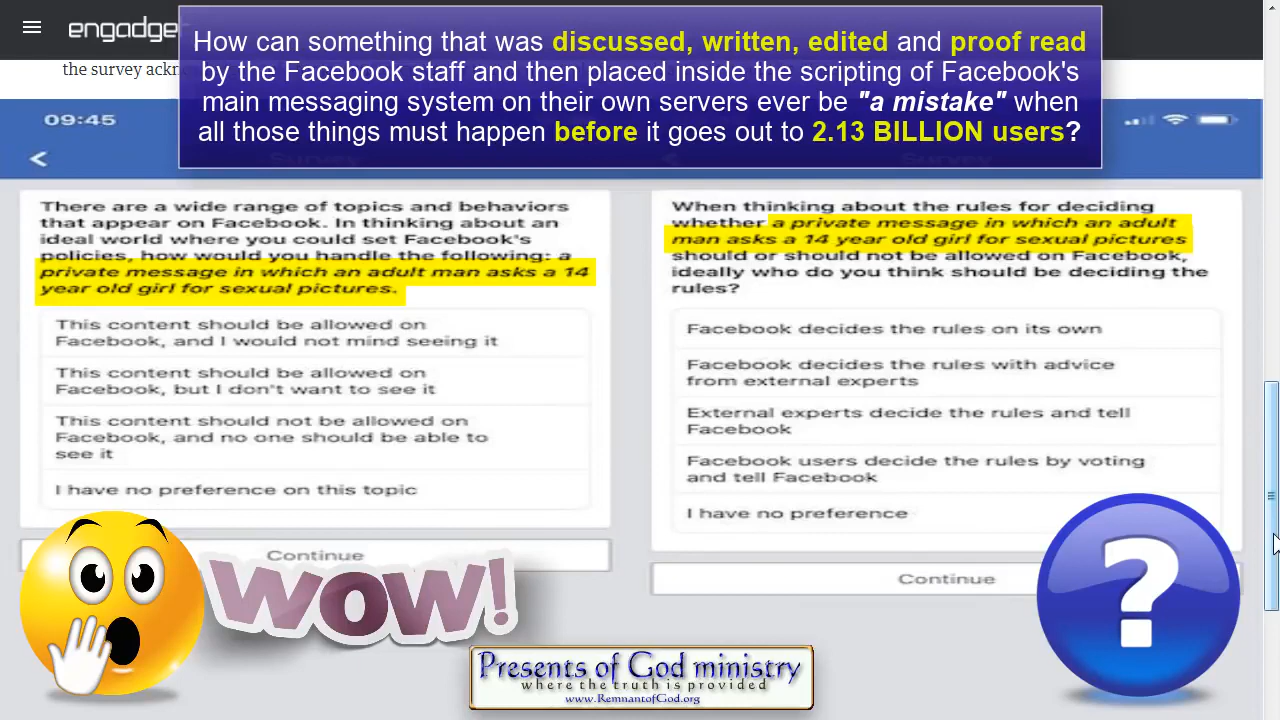 engadge
How can something that was discussed, written, edited and proof read
by the Facebook staff and then placed inside the scripting of Facebook's
main messaging system on their own servers ever be "a mistake" when
all those things must happen before it goes out to 2.13 BILLION users?
the survey ackn
09:45
Survey
There are a wide range of topics and behaviors
that appear on Facebook. In thinking about an
ideal world where you could set Facebook's
policies, how would you handle the following: a
private message in which an adult man asks a 14
year old girl for sexual pictures.
This content should be allowed on
Facebook, and I would not mind seeing it
This content should be allowed on
Facebook, but I don't want to see it
This content should not be allowed on
Facebook, and no one should be able to
see it
I have no preference on this topic
Continue
Survey
When thinking about the rules for deciding
whether a private message in which an adult
man asks a 14 year old girl for sexual pictures
should or should not be allowed on Facebook,
ideally who do you think should be deciding the
rules?
Facebook decides the rules on its own
Facebook decides the rules with advice
from external experts
External experts decide the rules and tell
Facebook
Facebook users decide the rules by voting
and tell Facebook
I have no preference
Continue
WOW!
?
Presents of God ministry
where the truth is provided
www.RemnantofGod.org